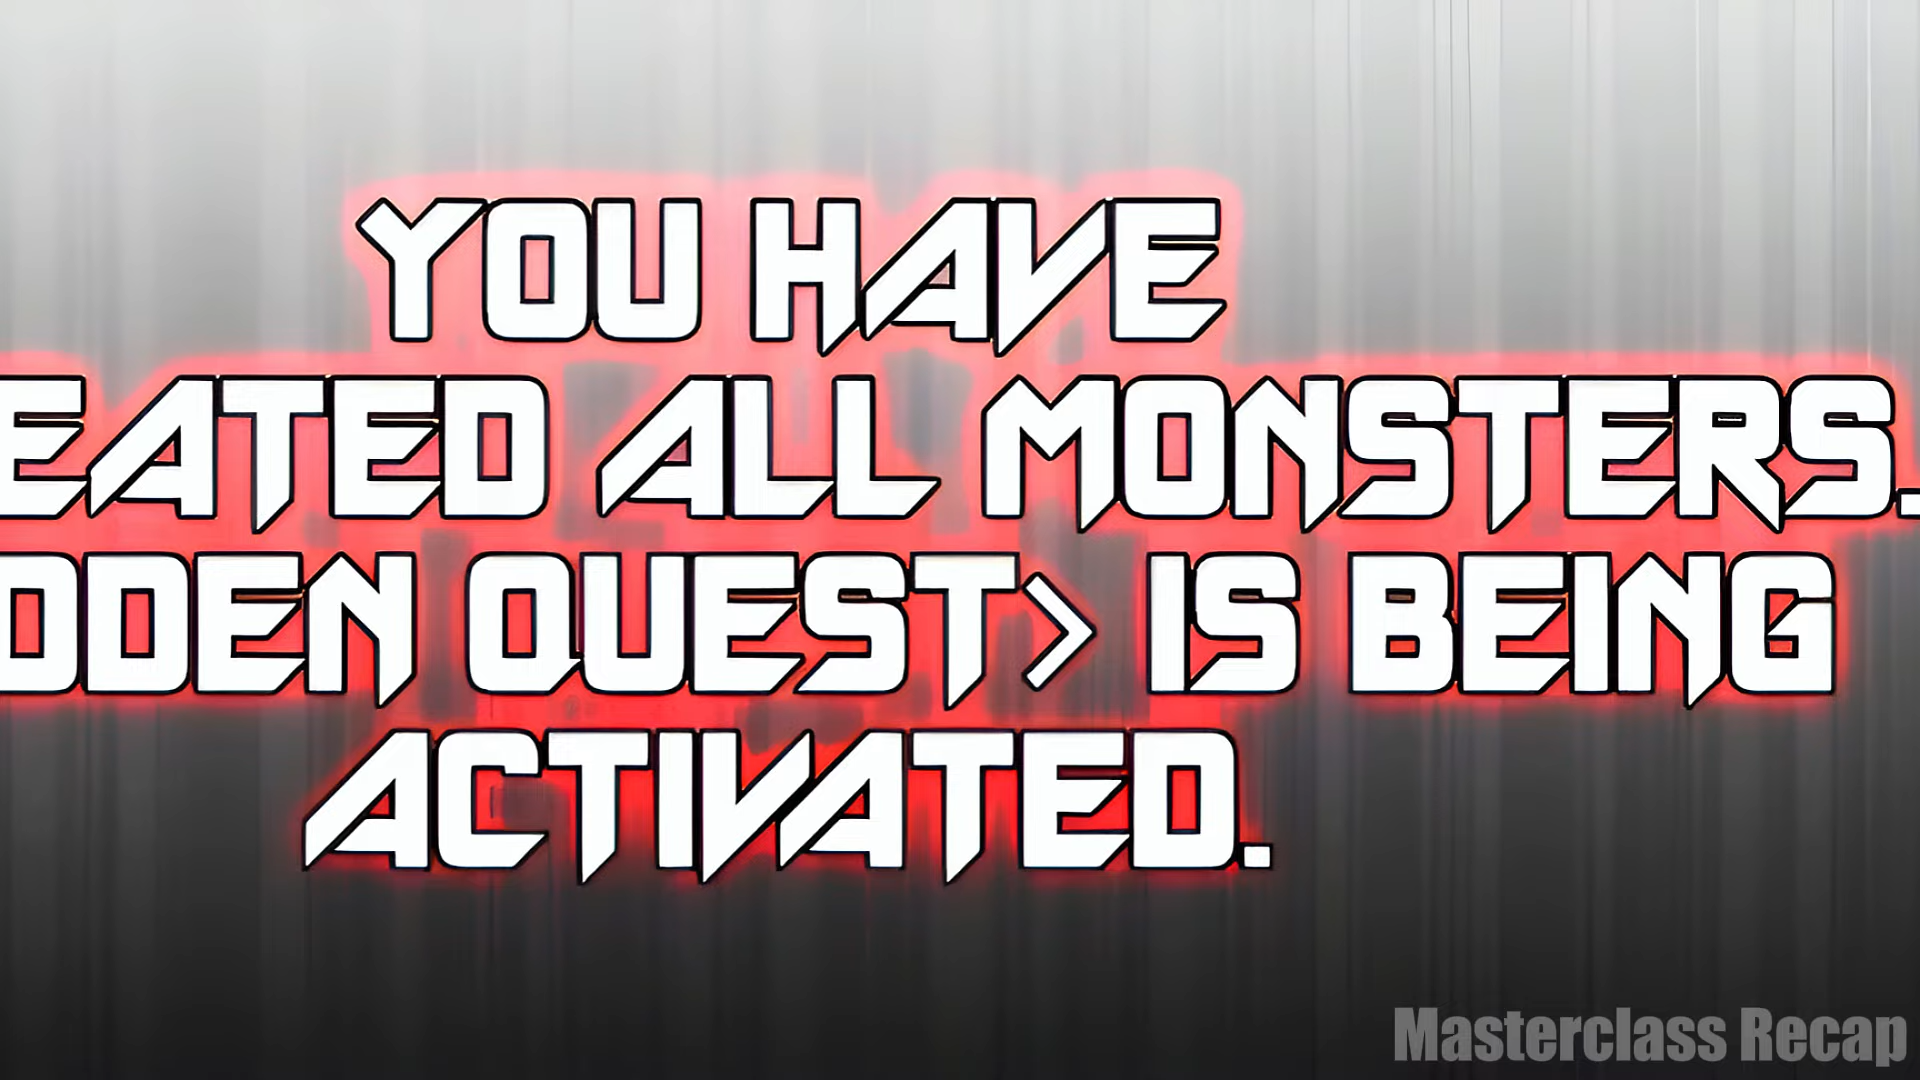 YOU HAVE
EATED ALL MONSTERS.
DDEN QUEST> IS BEING
ACTIVATED.
Masterclass Recap